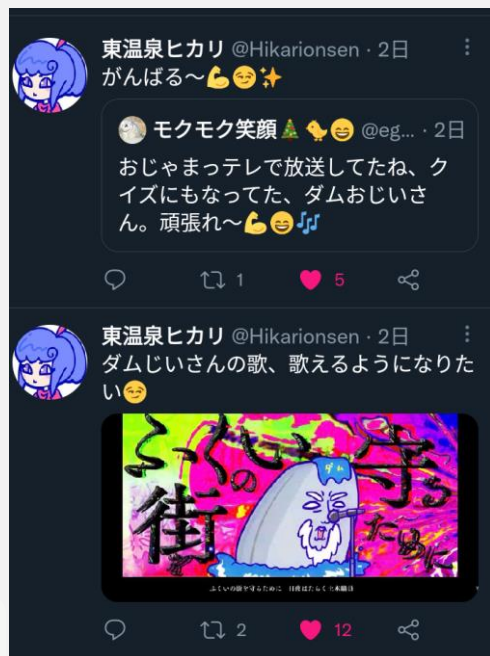 東温泉ヒカリ @Hikarionsen · 2日
がんばる〜💪😏✨
モクモク笑顔🎄🐤😄 @eg... · 2日
おじゃまっテレで放送してたね、ク
イズにもなってた、ダムおじいさ
ん。頑張れ〜💪😄🎶
1
5
東温泉ヒカリ @Hikarionsen · 2日
ダムじいさんの歌、歌えるようになりた
い😏
ふくいの
街を
守る
ために
ダム
ふくいの街を守るために 日夜はたらく土木職員
2
12